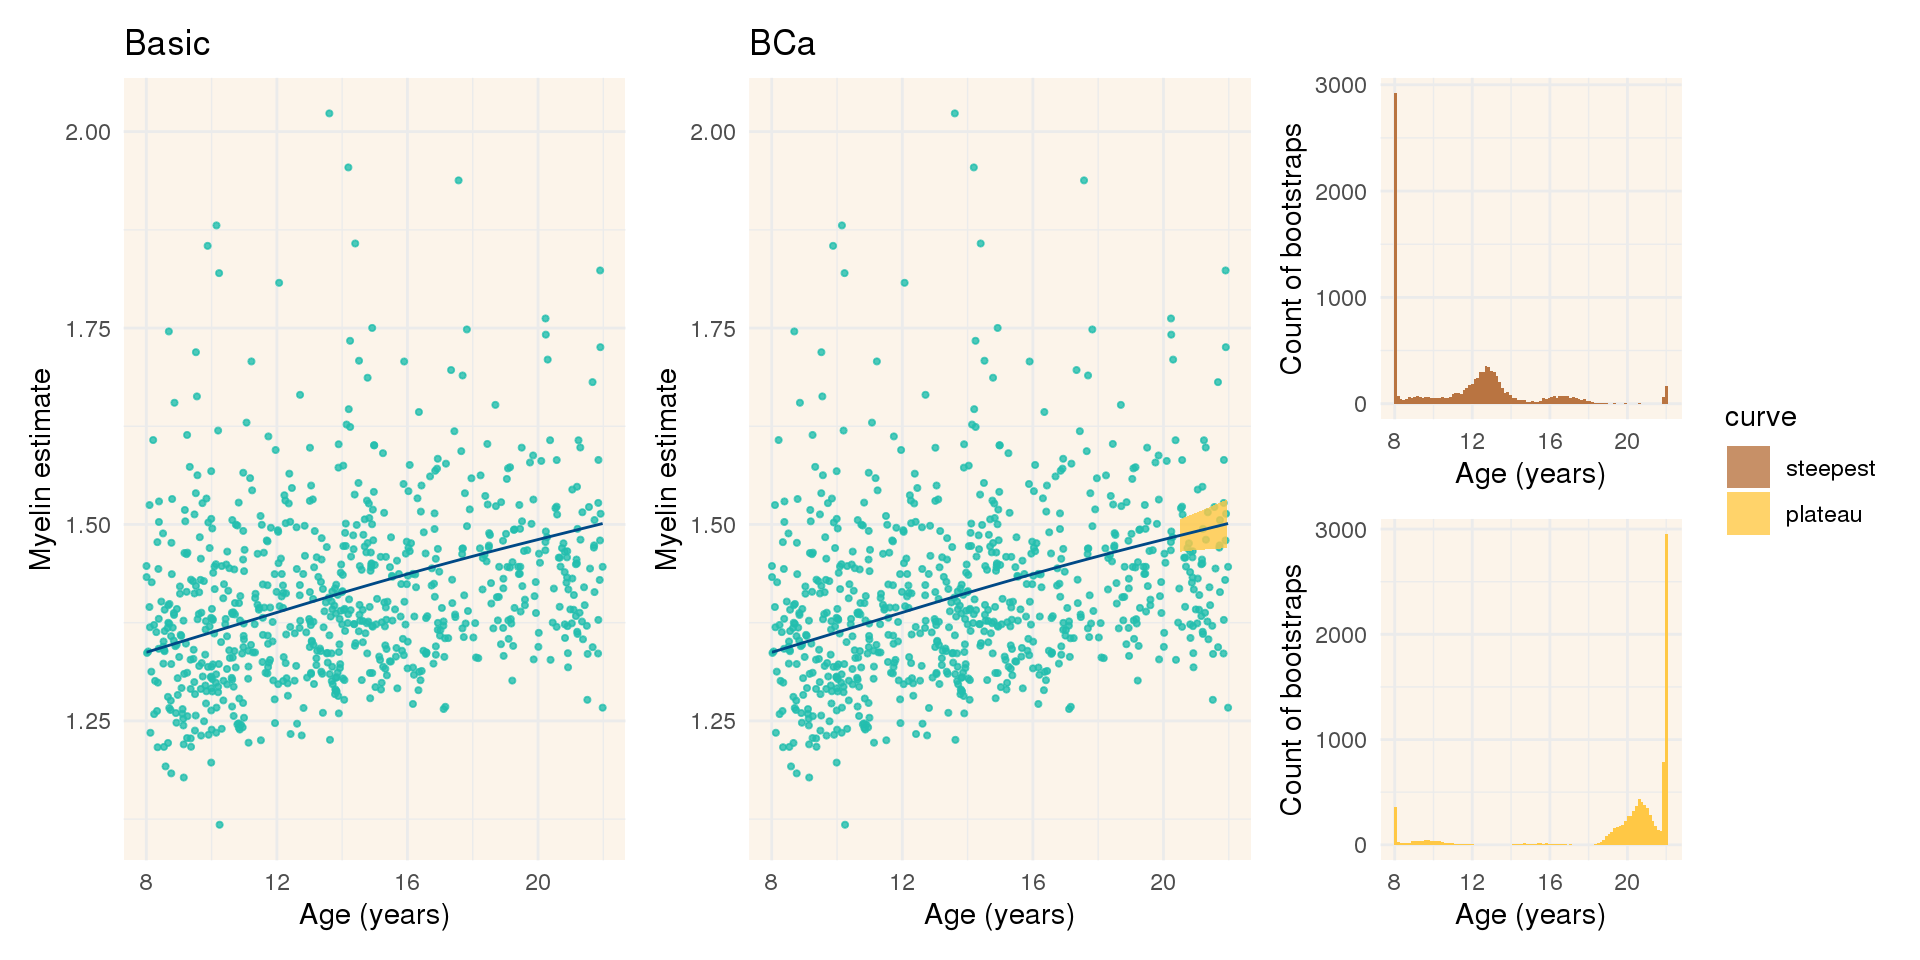 Basic
Myelin estimate
2.00
1.75
1.50
1.25
8 12 16 20
Age (years)
BCa
Myelin estimate
2.00
1.75
1.50
1.25
8 12 16 20
Age (years)
Count of bootstraps
3000
2000
1000
0
8 12 16 20
Age (years)
Count of bootstraps
3000
2000
1000
0
8 12 16 20
Age (years)
curve
steepest
plateau